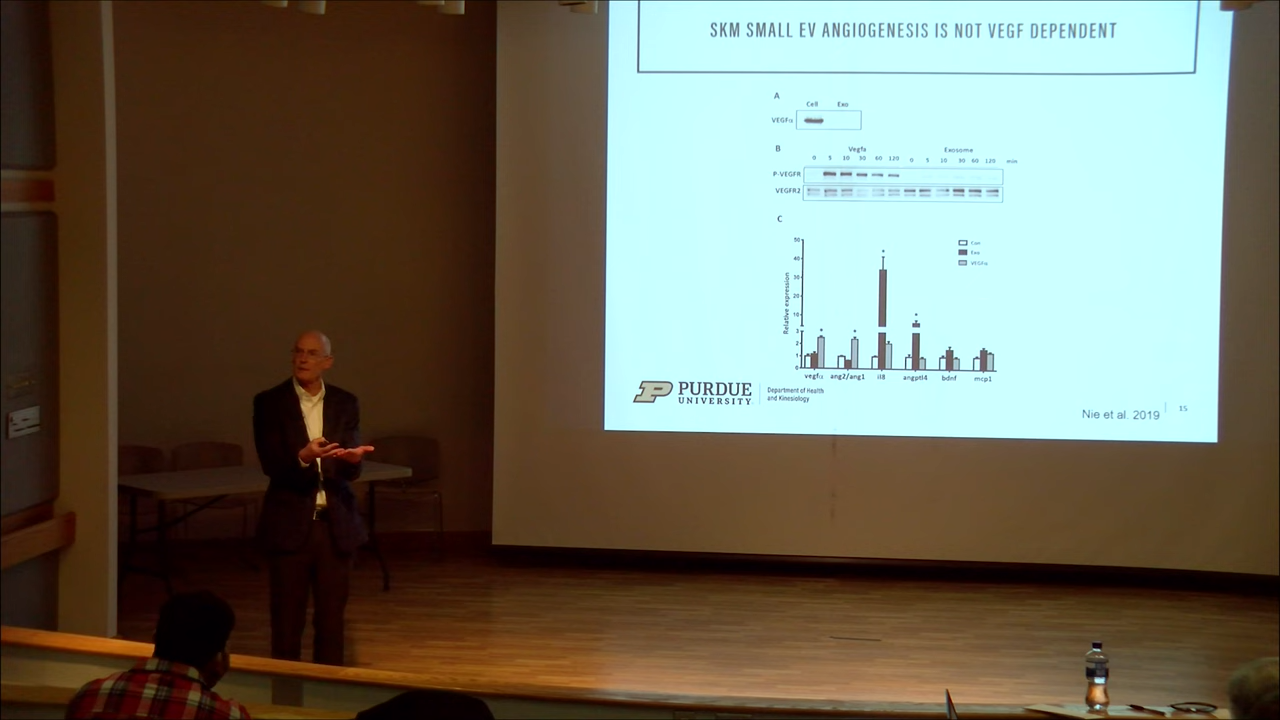 SKM SMALL EV ANGIOGENESIS IS NOT VEGF DEPENDENT
A
Cell Exo
VEGFα
B
Vegfa Exosome
0 5 10 30 60 120 0 5 10 30 60 120 min
P-VEGFR
VEGFR2
C
50
40
30
20
10
3
2
1
0
Relative expression
Con
Exo
VEGFα
* * * *
vegfα ang2/ang1 il8 angptl4 bdnf mcp1
P PURDUE UNIVERSITY
Department of Health
and Kinesiology
Nie et al. 2019
15